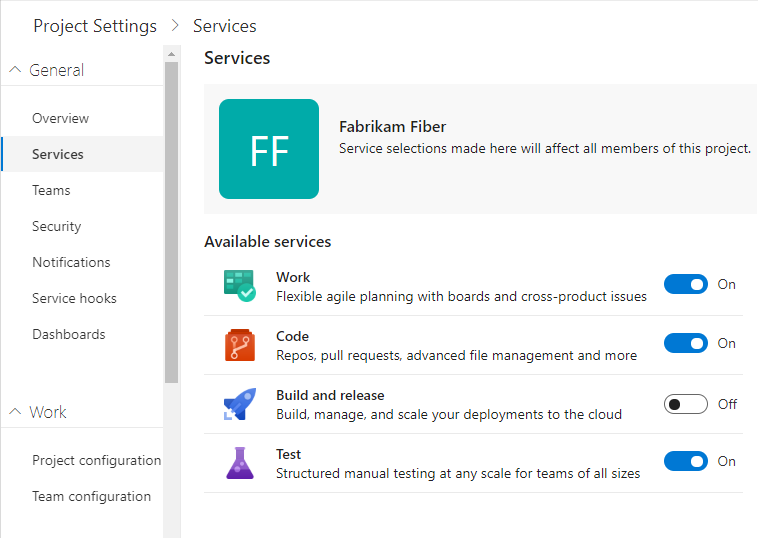 Project Settings > Services
General
Overview
Services
Teams
Security
Notifications
Service hooks
Dashboards
Work
Project configuration
Team configuration
Services
FF
Fabrikam Fiber
Service selections made here will affect all members of this project.
Available services
Work
Flexible agile planning with boards and cross-product issues
On
Code
Repos, pull requests, advanced file management and more
On
Build and release
Build, manage, and scale your deployments to the cloud
Off
Test
Structured manual testing at any scale for teams of all sizes
On